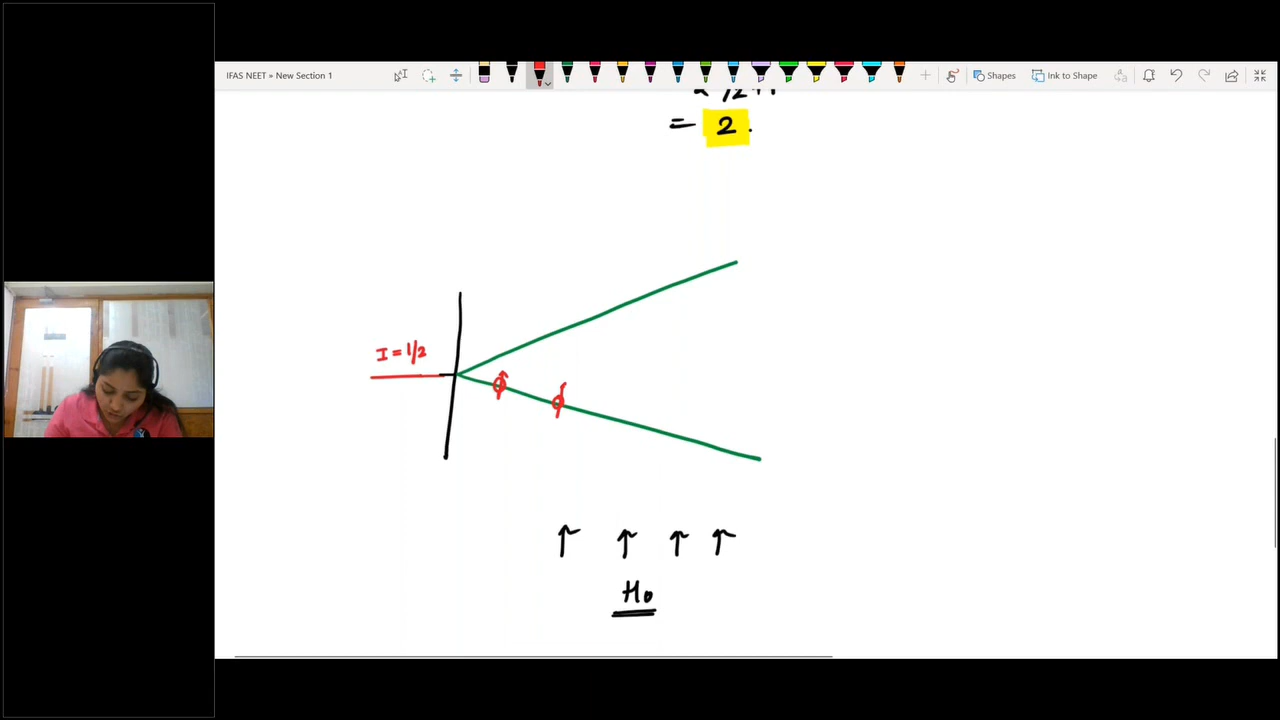 IFAS NEET » New Section 1
Shapes
Ink to Shape
= 2.
I = 1/2
↑ ↑ ↑ ↑
H₀